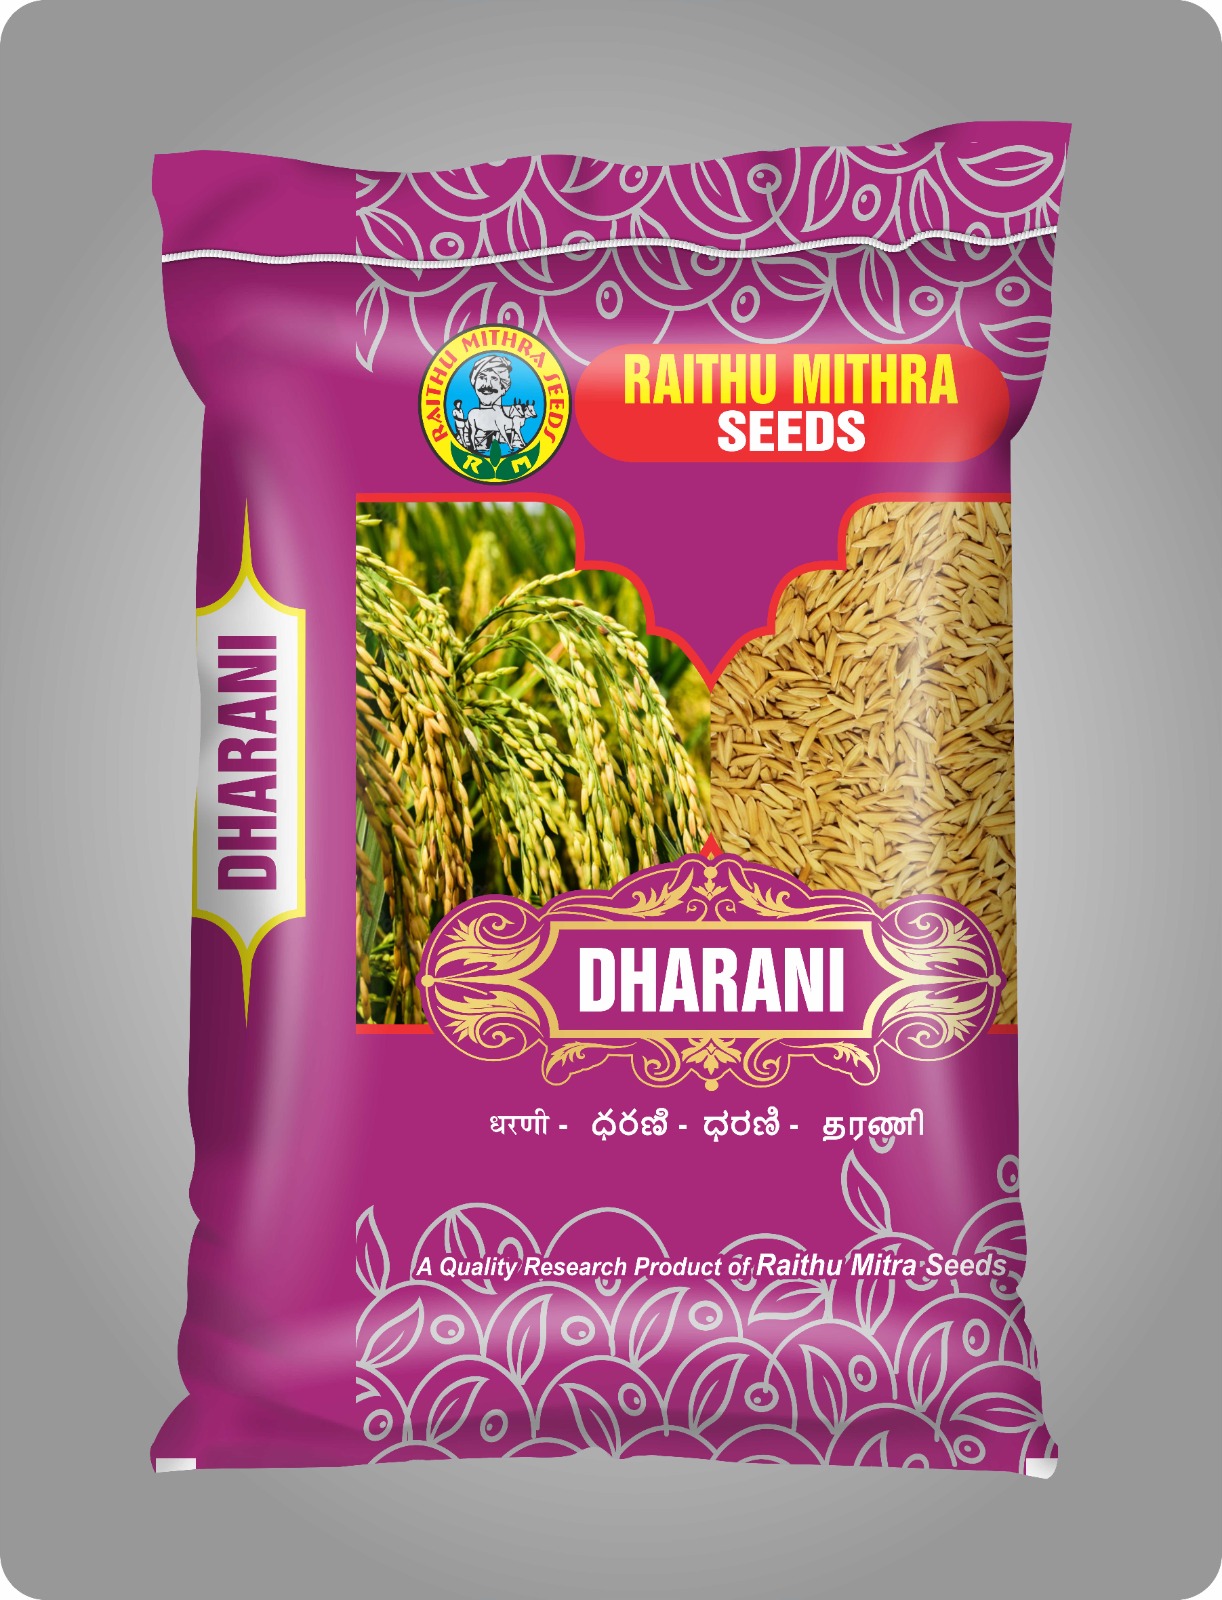 RAITHU MITHRA SEEDS
R M
RAITHU MITHRA
SEEDS
DHARANI
DHARANI
धरणी - ధరణి - ಧರಣಿ - தரணி
A Quality Research Product of Raithu Mitra Seeds